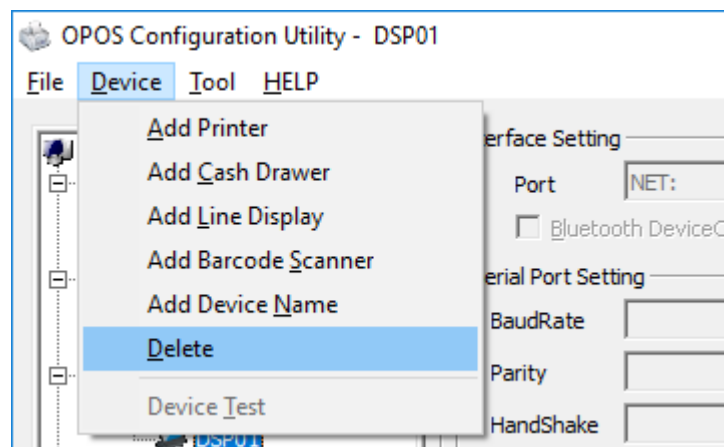 OPOS Configuration Utility - DSP01
File Device Tool HELP
Add Printer
Add Cash Drawer
Add Line Display
Add Barcode Scanner
Add Device Name
Delete
Device Test
DSP01
erface Setting
Port NET:
Bluetooth Device
erial Port Setting
BaudRate
Parity
HandShake